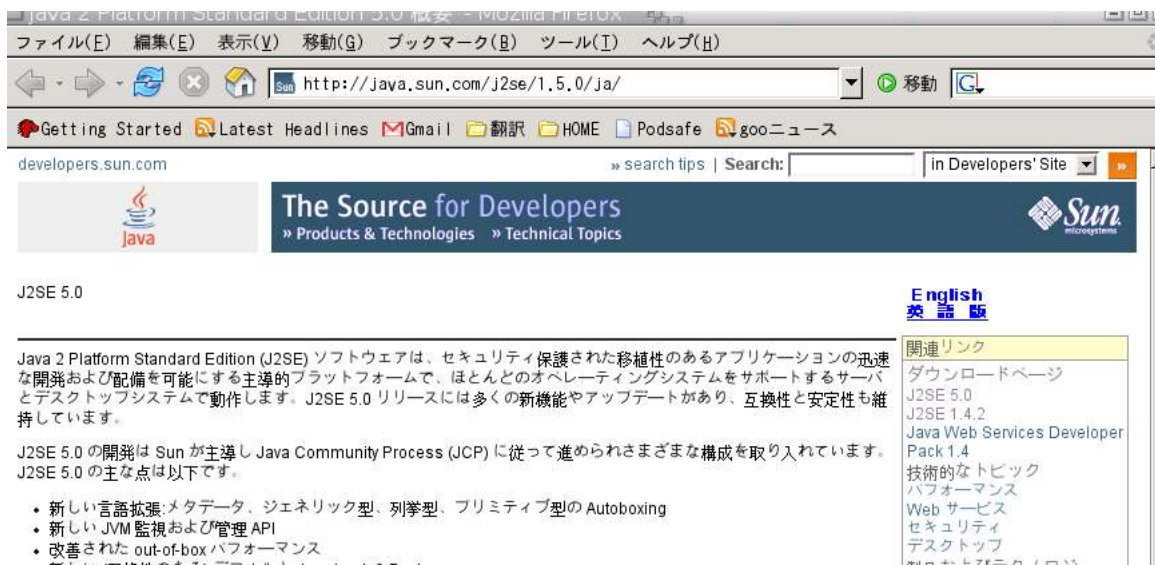 Java 2 Platform Standard Edition 5.0 概要 - Mozilla Firefox
ファイル(F) 編集(E) 表示(V) 移動(G) ブックマーク(B) ツール(T) ヘルプ(H)
http://java.sun.com/j2se/1.5.0/ja/ 移動
Getting Started Latest Headlines Gmail 翻訳 HOME Podsafe gooニュース
developers.sun.com » search tips | Search: in Developers' Site »
Java The Source for Developers Sun microsystems
» Products & Technologies » Technical Topics
J2SE 5.0
English
英語版
Java 2 Platform Standard Edition (J2SE) ソフトウェアは、セキュリティ保護された移植性のあるアプリケーションの迅速
な開発および配備を可能にする主導的プラットフォームで、ほとんどのオペレーティングシステムをサポートするサーバ
とデスクトップシステムで動作します。J2SE 5.0 リリースには多くの新機能やアップデートがあり、互換性と安定性も維
持しています。
J2SE 5.0 の開発は Sun が主導し Java Community Process (JCP) に従って進められさまざまな構成を取り入れています。
J2SE 5.0 の主な点は以下です。
• 新しい言語拡張:メタデータ、ジェネリック型、列挙型、プリミティブ型の Autoboxing
• 新しい JVM 監視および管理 API
• 改善された out-of-box パフォーマンス
関連リンク
ダウンロードページ
J2SE 5.0
J2SE 1.4.2
Java Web Services Developer
Pack 1.4
技術的なトピック
パフォーマンス
Web サービス
セキュリティ
デスクトップ